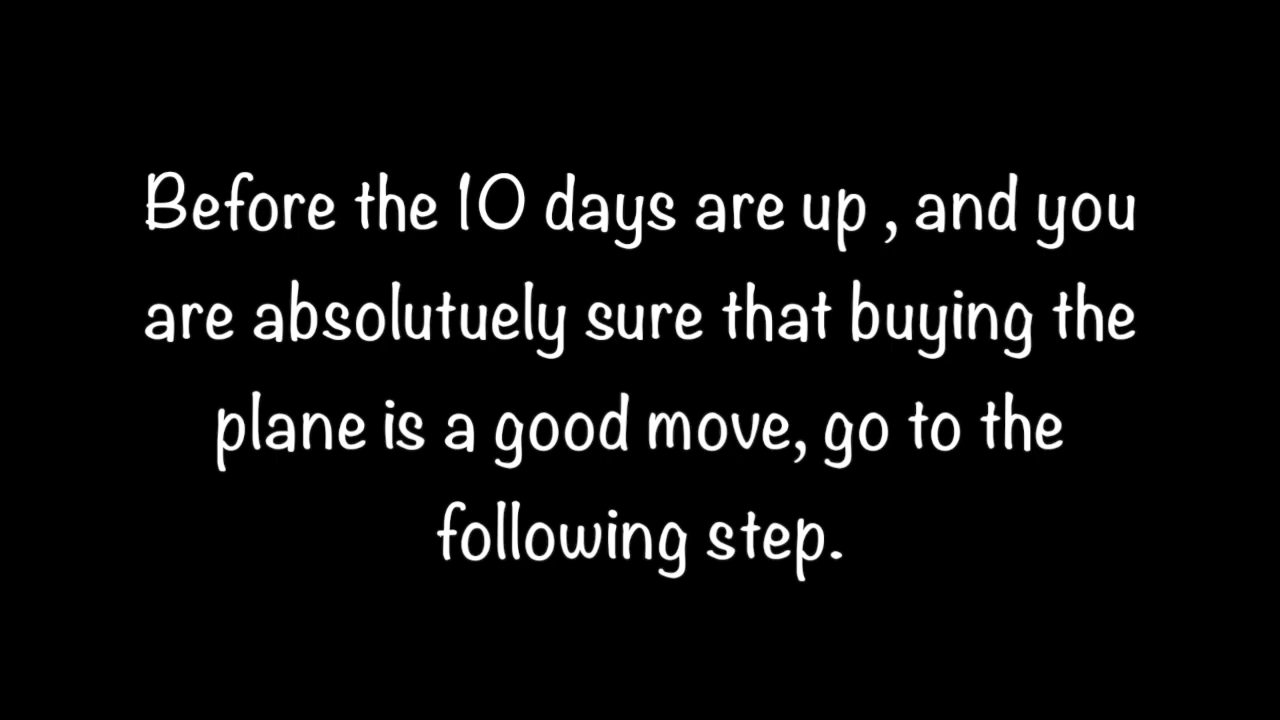 Before the 10 days are up , and you
are absolutuely sure that buying the
plane is a good move, go to the
following step.